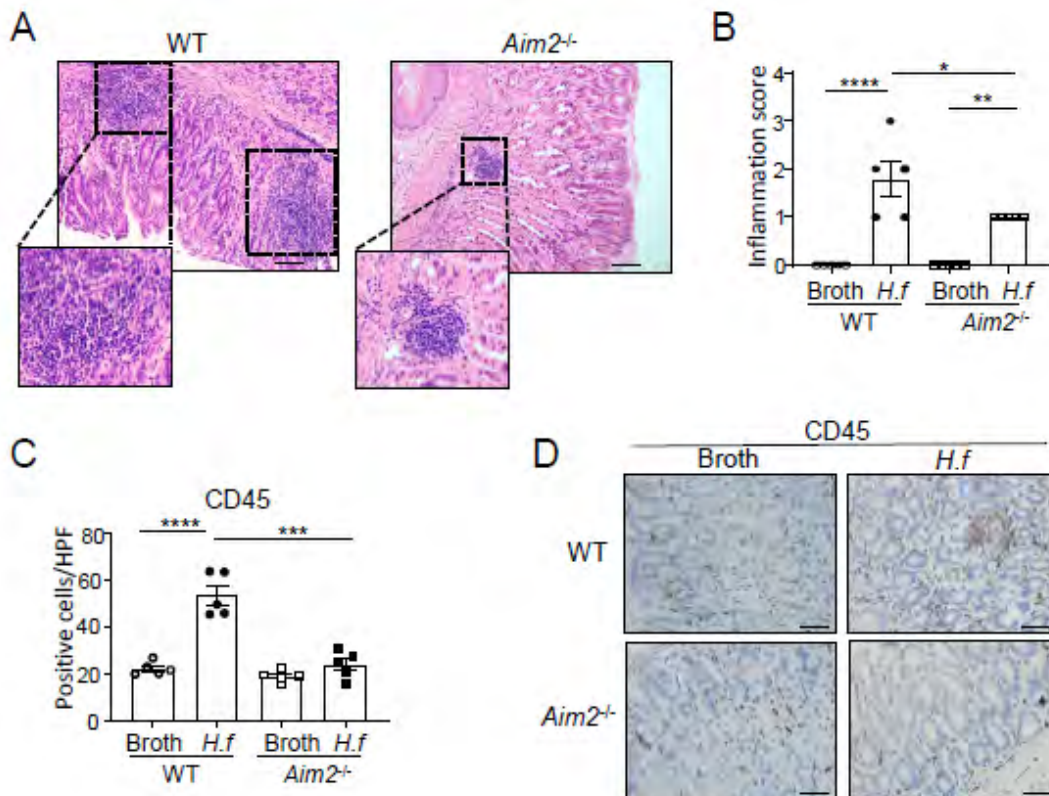 A
WT
Aim2-/-
B
Inflammation score
4
3
2
1
0
****
*
**
Broth H.f Broth H.f
WT Aim2-/-
C
CD45
Positive cells/HPF
80
60
40
20
0
****
***
Broth H.f Broth H.f
WT Aim2-/-
D
CD45
Broth H.f
WT
Aim2-/-